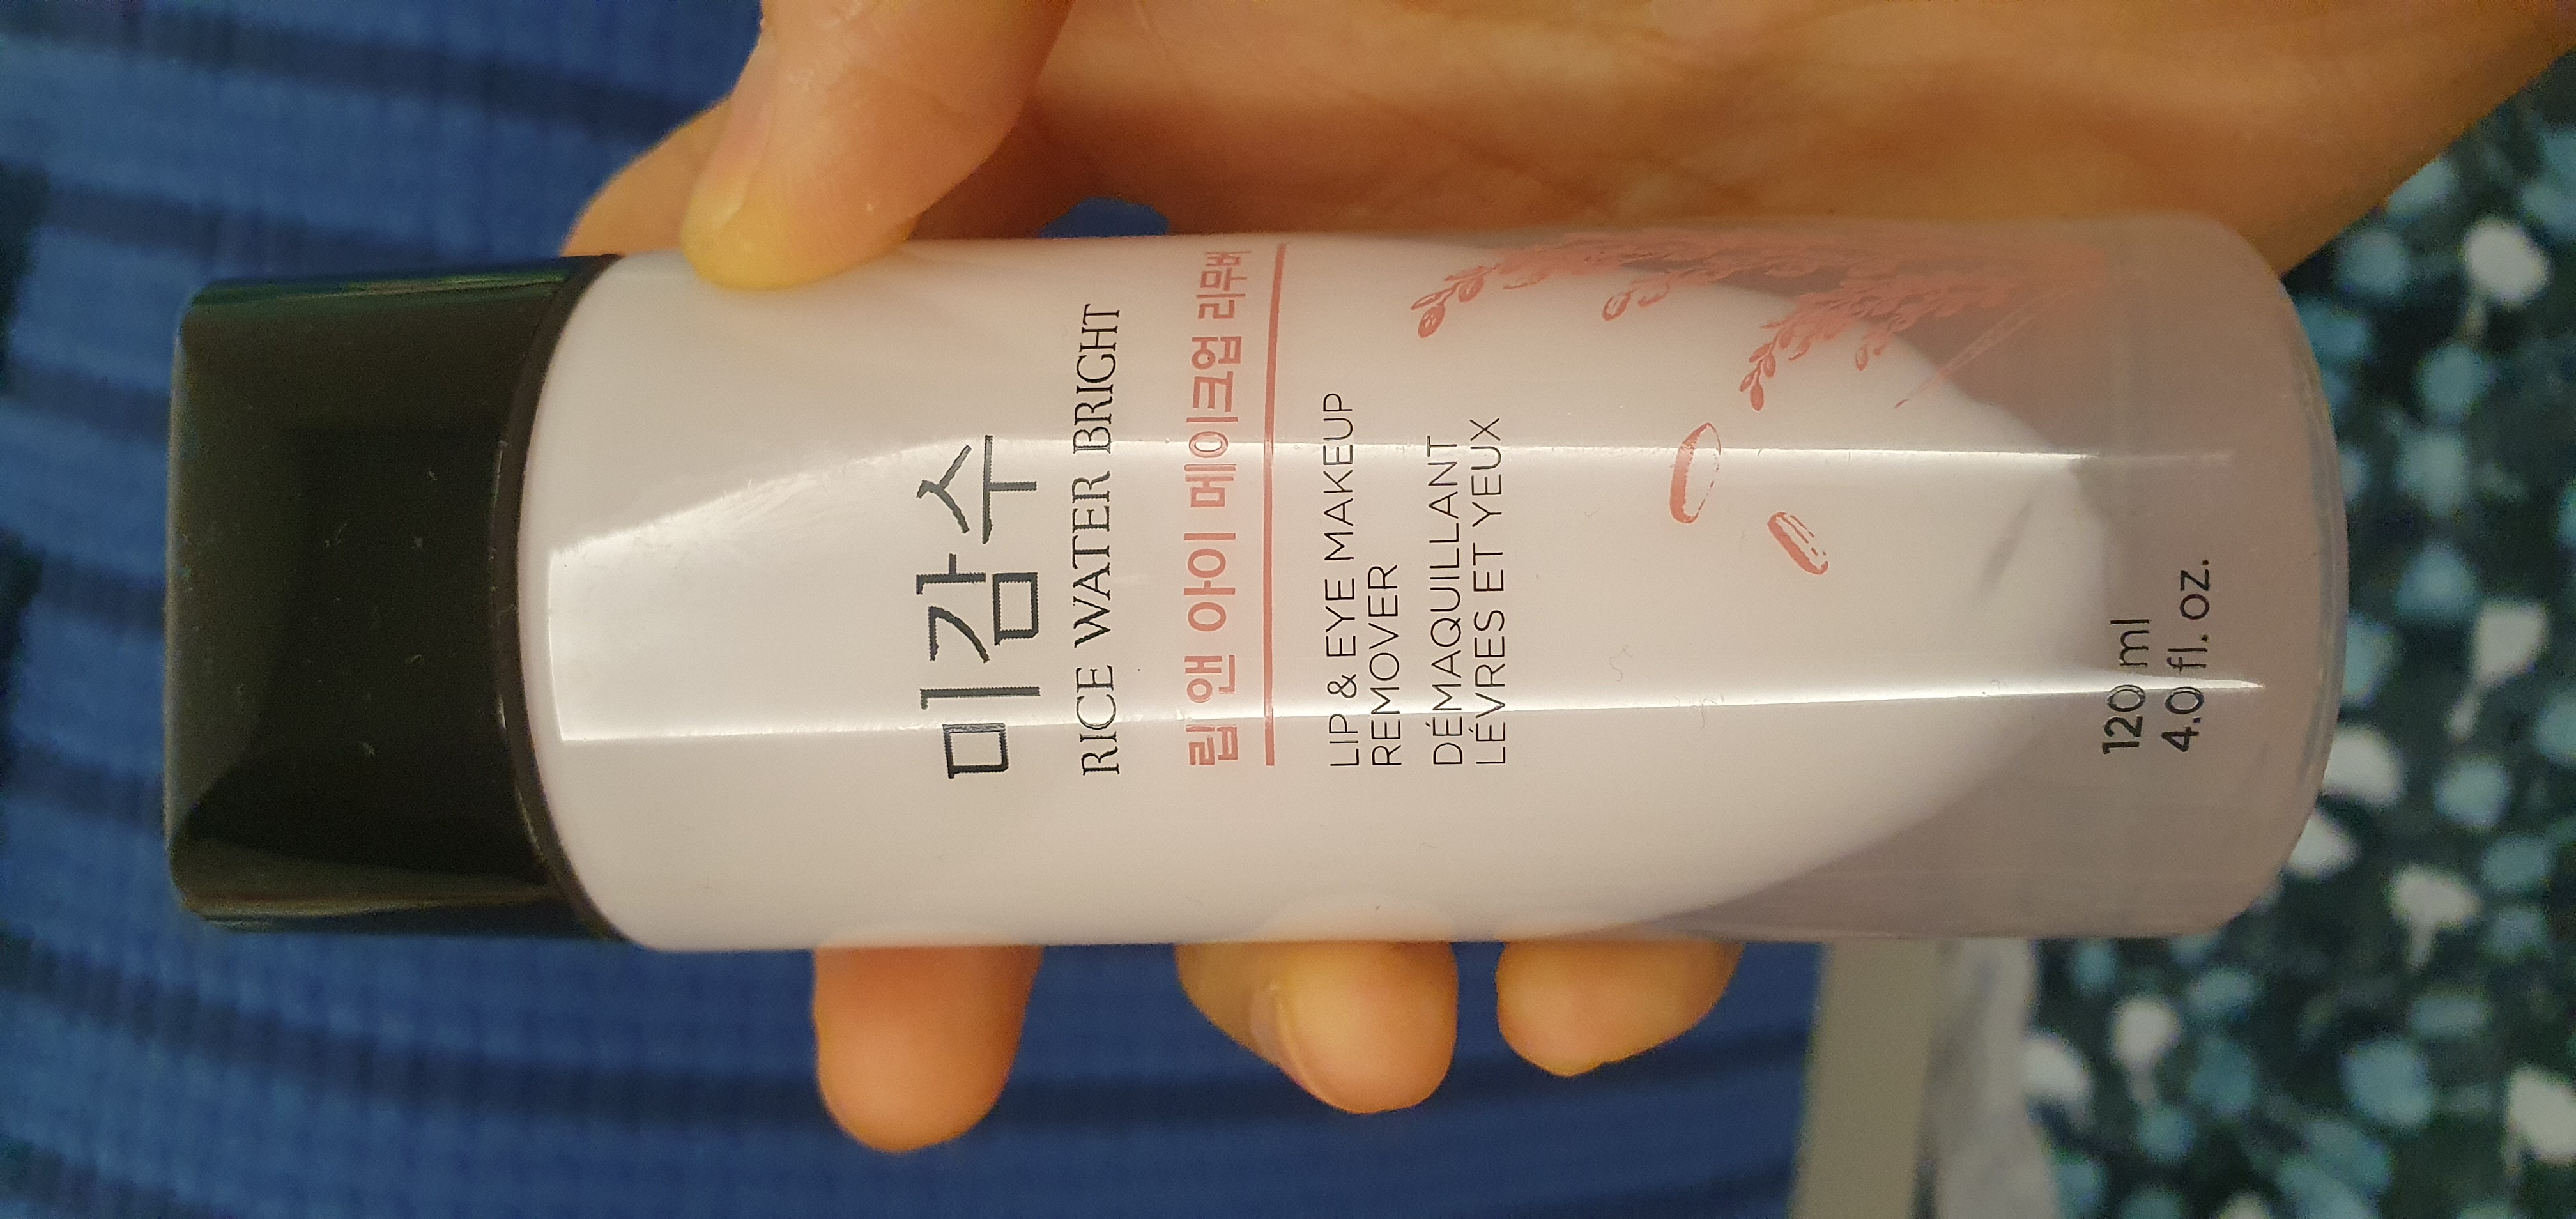 미감수
RICE WATER BRIGHT
립앤 아이 메이크업 리무버
LIP & EYE MAKEUP
REMOVER
DÉMAQUILLANT
LÉVRES ET YEUX
120 ml
4.0 fl. oz.